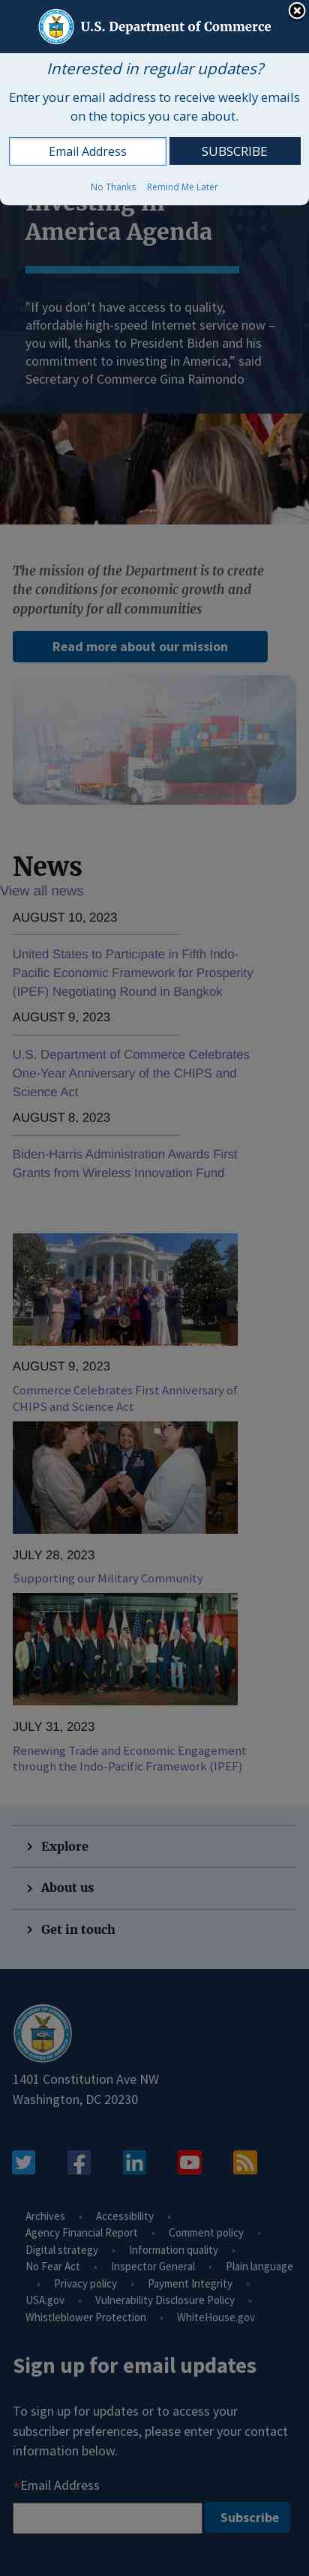 U.S. Department of Commerce
Interested in regular updates?
Enter your email address to receive weekly emails
on the topics you care about.
Email Address
SUBSCRIBE
No Thanks
Remind Me Later
Investing in
America Agenda
"If you don’t have access to quality,
affordable high-speed Internet service now –
you will, thanks to President Biden and his
commitment to investing in America,” said
Secretary of Commerce Gina Raimondo
The mission of the Department is to create
the conditions for economic growth and
opportunity for all communities
Read more about our mission
News
View all news
AUGUST 10, 2023
United States to Participate in Fifth Indo-
Pacific Economic Framework for Prosperity
(IPEF) Negotiating Round in Bangkok
AUGUST 9, 2023
U.S. Department of Commerce Celebrates
One-Year Anniversary of the CHIPS and
Science Act
AUGUST 8, 2023
Biden-Harris Administration Awards First
Grants from Wireless Innovation Fund
AUGUST 9, 2023
Commerce Celebrates First Anniversary of
CHIPS and Science Act
JULY 28, 2023
Supporting our Military Community
JULY 31, 2023
Renewing Trade and Economic Engagement
through the Indo-Pacific Framework (IPEF)
Explore
About us
Get in touch
1401 Constitution Ave NW
Washington, DC 20230
Archives • Accessibility •
Agency Financial Report • Comment policy •
Digital strategy • Information quality •
No Fear Act • Inspector General • Plain language
• Privacy policy • Payment Integrity •
USA.gov • Vulnerability Disclosure Policy •
Whistleblower Protection • WhiteHouse.gov
Sign up for email updates
To sign up for updates or to access your
subscriber preferences, please enter your contact
information below.
*Email Address
Subscribe